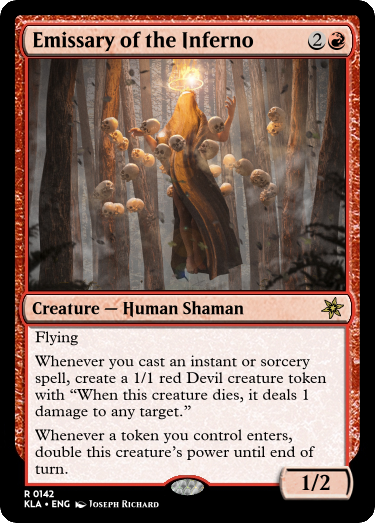 Emissary of the Inferno 2
Creature — Human Shaman
Flying
Whenever you cast an instant or sorcery
spell, create a 1/1 red Devil creature token
with “When this creature dies, it deals 1
damage to any target.”
Whenever a token you control enters,
double this creature’s power until end of
turn.
1/2
R 0142
KLA • ENG Joseph Richard